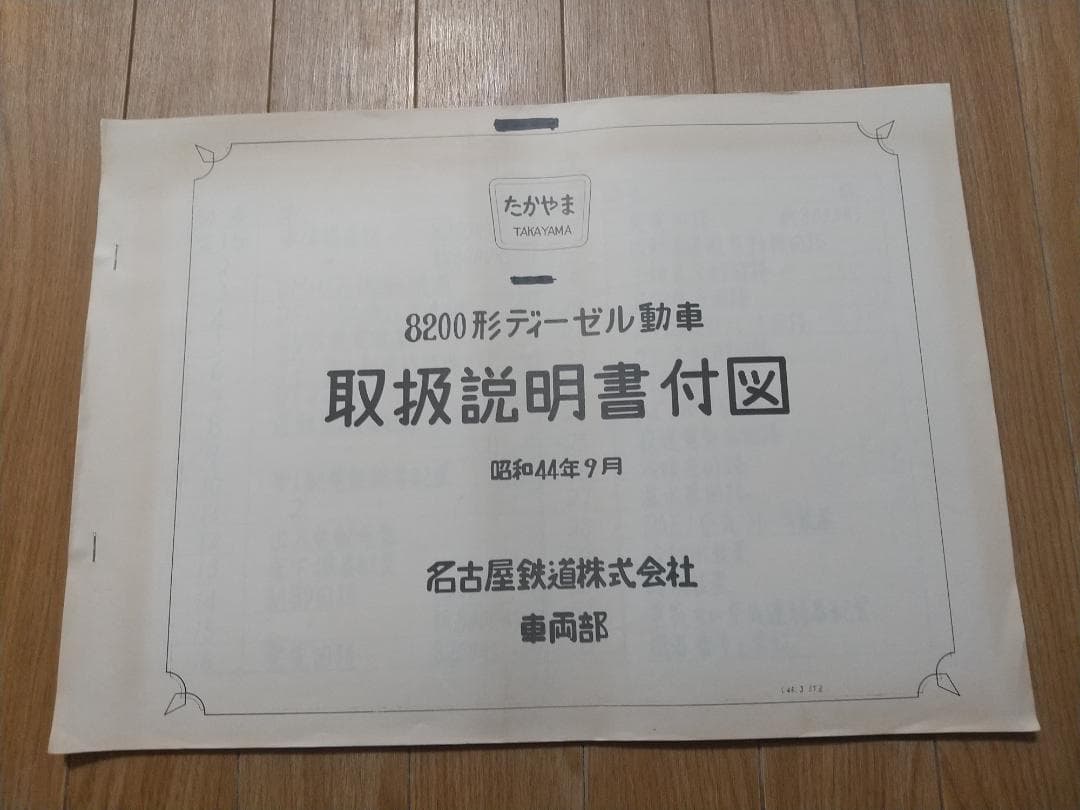 たかやま
TAKAYAMA
8200形ディーゼル動車
取扱説明書付図
昭和44年9月
名古屋鉄道株式会社
車両部